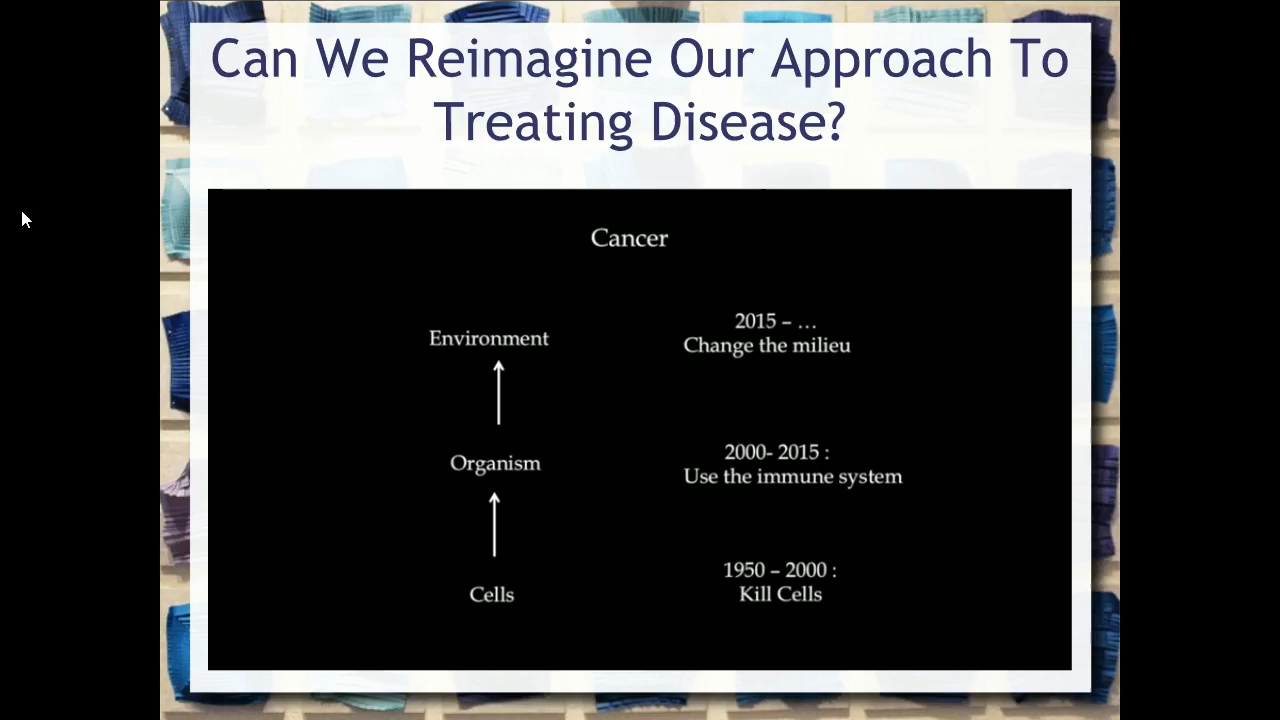 Can We Reimagine Our Approach To
Treating Disease?
Cancer
Environment
2015 – …
Change the milieu
Organism
2000- 2015 :
Use the immune system
Cells
1950 – 2000 :
Kill Cells